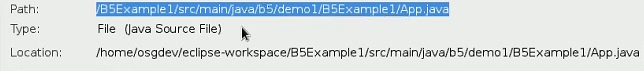 Path: /B5Example1/src/main/java/b5/demo1/B5Example1/App.java
Type: File (Java Source File)
Location: /home/osgdev/eclipse-workspace/B5Example1/src/main/java/b5/demo1/B5Example1/App.java